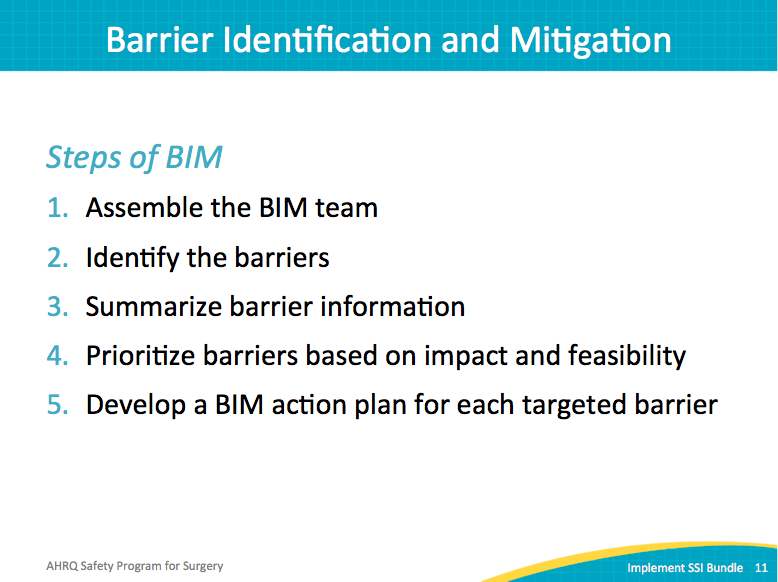 Barrier Identification and Mitigation
Steps of BIM
1. Assemble the BIM team
2. Identify the barriers
3. Summarize barrier information
4. Prioritize barriers based on impact and feasibility
5. Develop a BIM action plan for each targeted barrier
AHRQ Safety Program for Surgery
Implement SSI Bundle 11